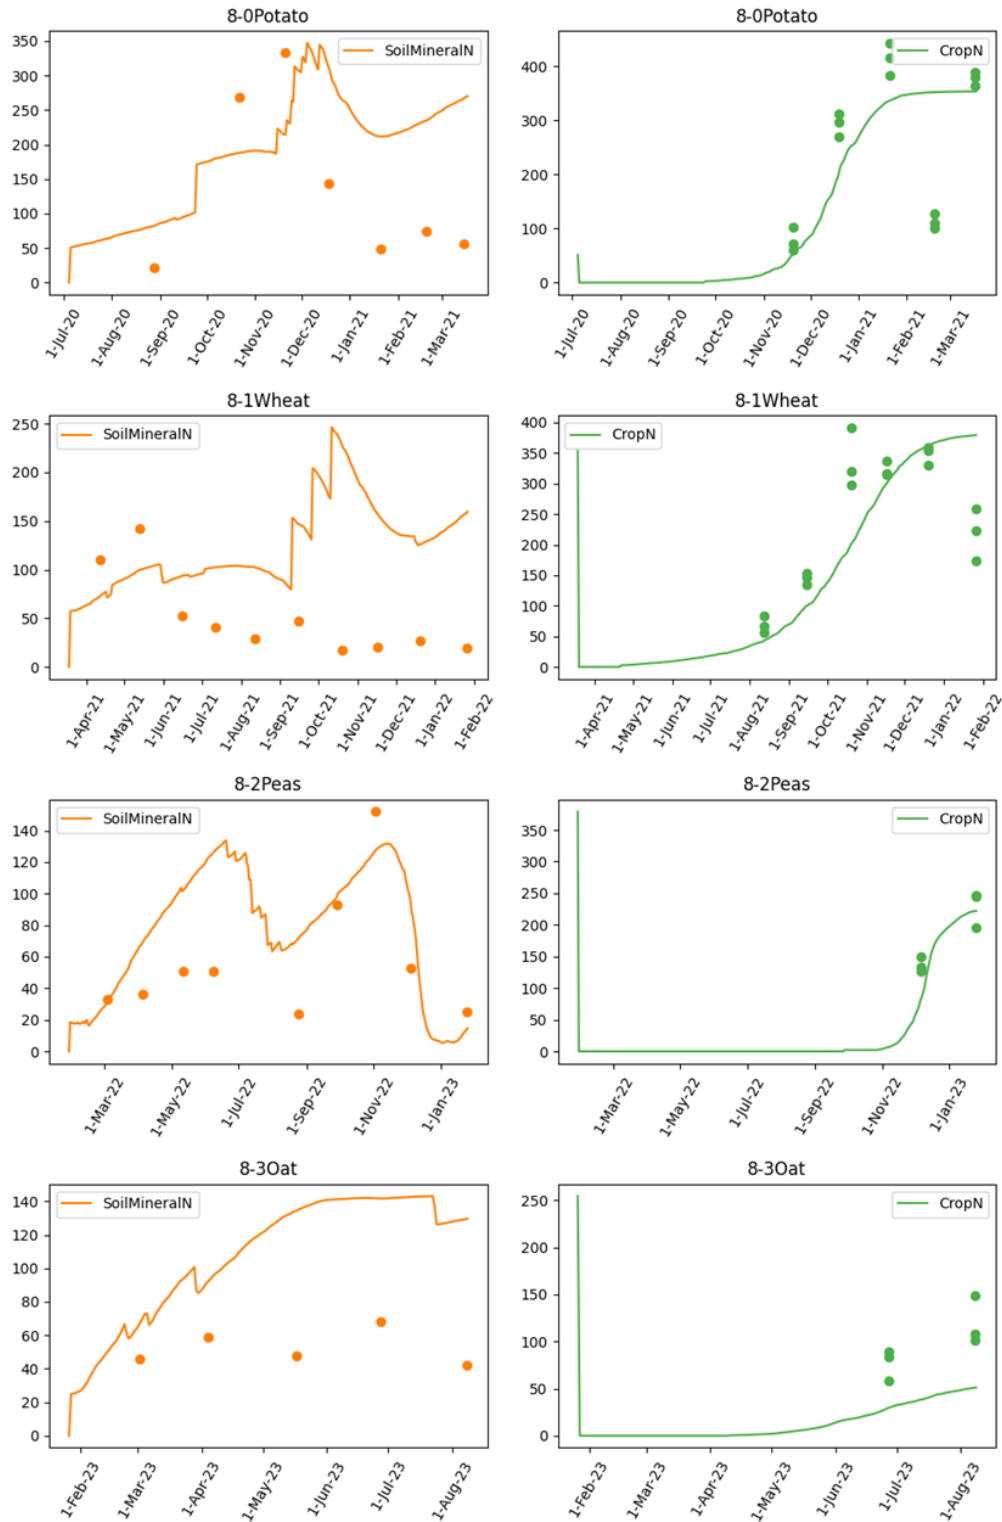 8-0Potato
SoilMineralN
350
300
250
200
150
100
50
0
1-Jul-20
1-Aug-20
1-Sep-20
1-Oct-20
1-Nov-20
1-Dec-20
1-Jan-21
1-Feb-21
1-Mar-21
8-0Potato
CropN
400
300
200
100
0
1-Jul-20
1-Aug-20
1-Sep-20
1-Oct-20
1-Nov-20
1-Dec-20
1-Jan-21
1-Feb-21
1-Mar-21
8-1Wheat
SoilMineralN
250
200
150
100
50
0
1-Apr-21
1-May-21
1-Jun-21
1-Jul-21
1-Aug-21
1-Sep-21
1-Oct-21
1-Nov-21
1-Dec-21
1-Jan-22
1-Feb-22
8-1Wheat
CropN
400
350
300
250
200
150
100
50
0
1-Apr-21
1-May-21
1-Jun-21
1-Jul-21
1-Aug-21
1-Sep-21
1-Oct-21
1-Nov-21
1-Dec-21
1-Jan-22
1-Feb-22
8-2Peas
SoilMineralN
140
120
100
80
60
40
20
0
1-Mar-22
1-May-22
1-Jul-22
1-Sep-22
1-Nov-22
1-Jan-23
8-2Peas
CropN
350
300
250
200
150
100
50
0
1-Mar-22
1-May-22
1-Jul-22
1-Sep-22
1-Nov-22
1-Jan-23
8-3Oat
SoilMineralN
140
120
100
80
60
40
20
0
1-Feb-23
1-Mar-23
1-Apr-23
1-May-23
1-Jun-23
1-Jul-23
1-Aug-23
8-3Oat
CropN
250
200
150
100
50
0
1-Feb-23
1-Mar-23
1-Apr-23
1-May-23
1-Jun-23
1-Jul-23
1-Aug-23